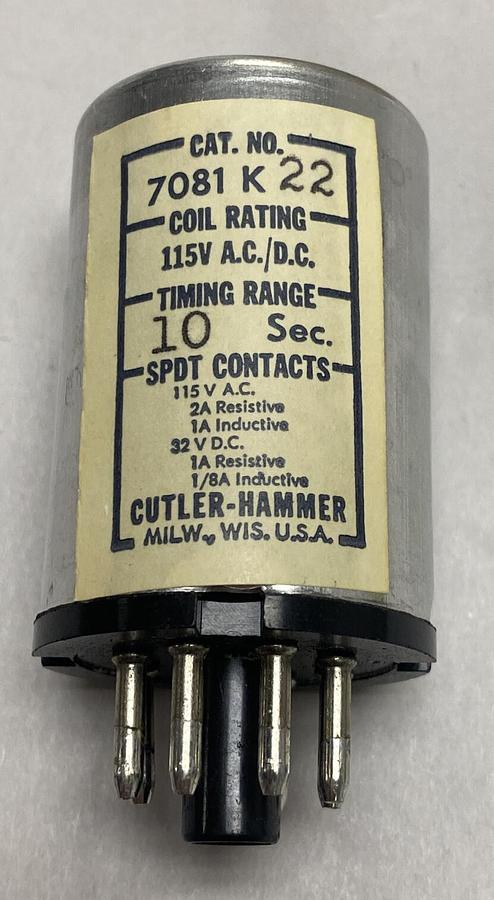 CAT. NO.
7081 K 22
COIL RATING
115V A.C./D.C.
TIMING RANGE
10 Sec.
SPDT CONTACTS
115 V A.C.
2A Resistive
1A Inductive
32 V D.C.
1A Resistive
1/8A Inductive
CUTLER-HAMMER
MILW., WIS. U.S.A.